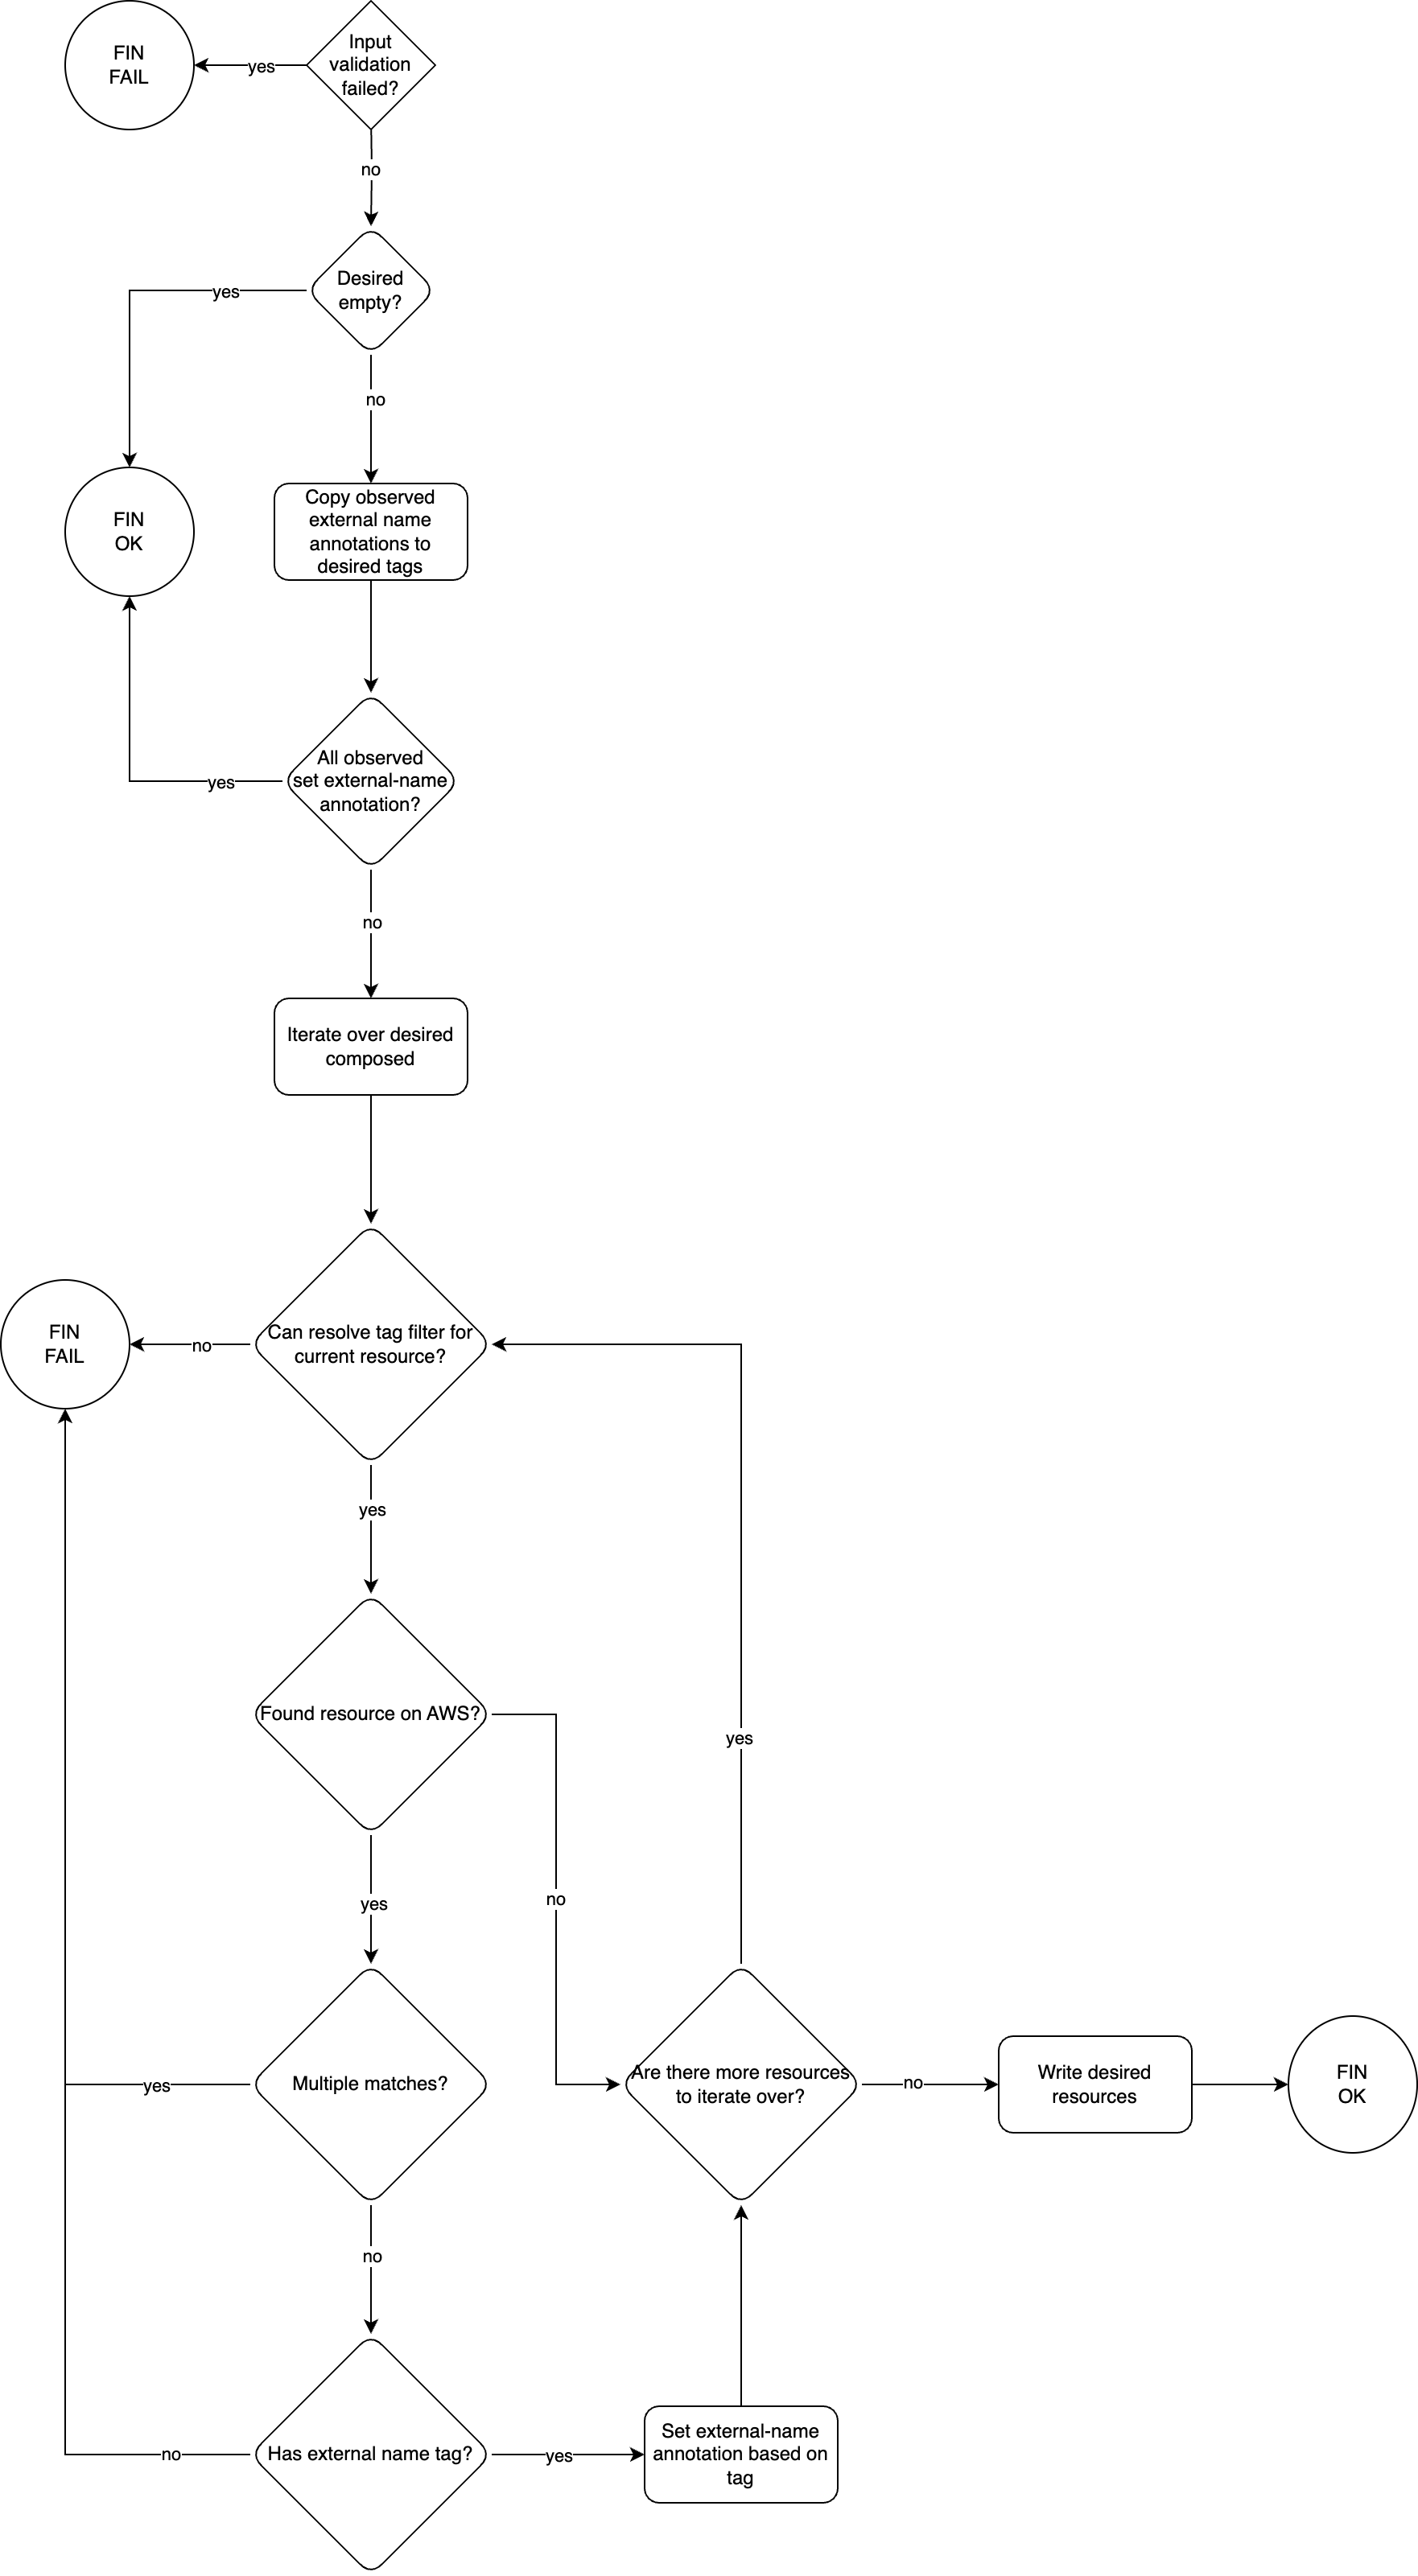 FIN
FAIL
yes
Input
validation
failed?
no
Desired
empty?
yes
no
FIN
OK
Copy observed
external name
annotations to
desired tags
All observed
set external-name
annotation?
yes
no
Iterate over desired
composed
FIN
FAIL
no
Can resolve tag filter for
current resource?
yes
Found resource on AWS?
yes
yes
no
Multiple matches?
yes
Are there more resources
to iterate over?
no
Write desired
resources
FIN
OK
no
Has external name tag?
no
yes
Set external-name
annotation based on
tag